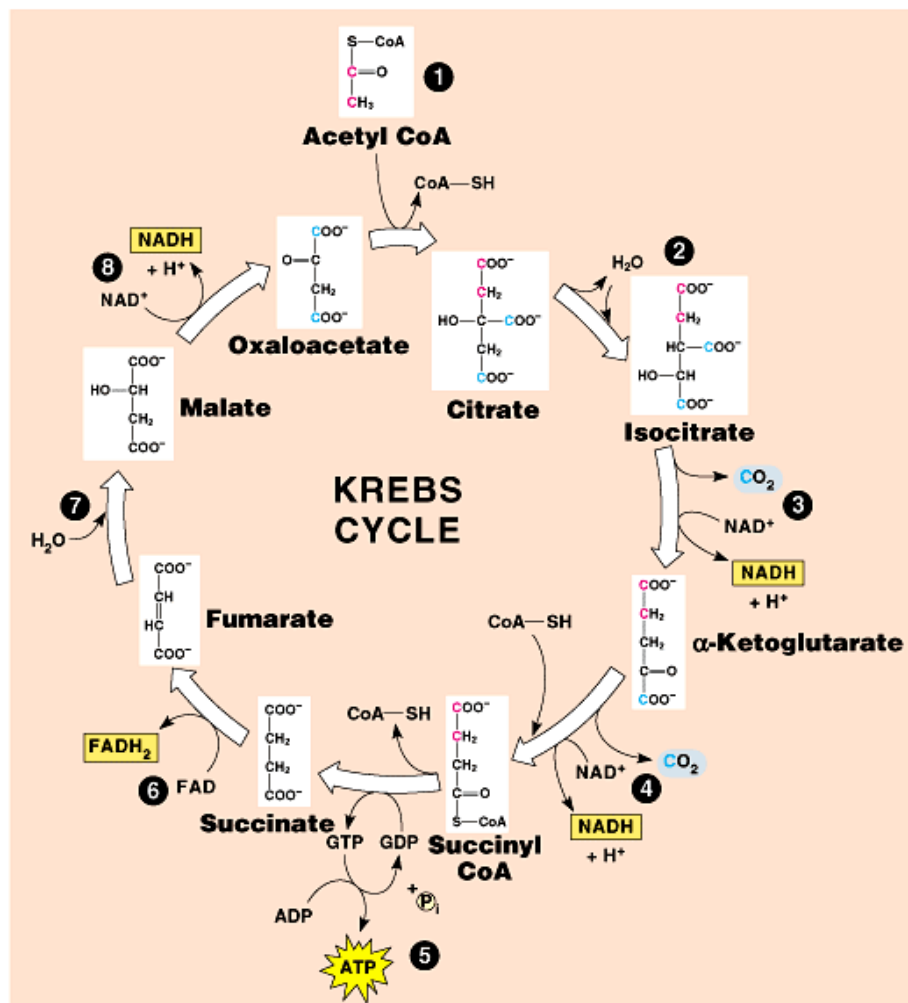 S—CoA
C=O
CH₃
1
Acetyl CoA
CoA—SH
NADH
+ H⁺
8
NAD⁺
COO⁻
O=C
CH₂
COO⁻
Oxaloacetate
COO⁻
CH₂
HO—C—COO⁻
CH₂
COO⁻
Citrate
H₂O
2
COO⁻
CH₂
HC—COO⁻
HO—CH
COO⁻
Isocitrate
COO⁻
HO—CH
CH₂
COO⁻
Malate
KREBS
CYCLE
CO₂
3
NAD⁺
NADH
+ H⁺
7
H₂O
COO⁻
CH
HC
COO⁻
Fumarate
CoA—SH
COO⁻
CH₂
CH₂
C=O
COO⁻
α-Ketoglutarate
FADH₂
6
FAD
COO⁻
CH₂
CH₂
COO⁻
Succinate
CoA—SH
COO⁻
CH₂
CH₂
C=O
S—CoA
Succinyl
CoA
NAD⁺
4
CO₂
NADH
+ H⁺
GTP
GDP
+ Pᵢ
ADP
ATP
5